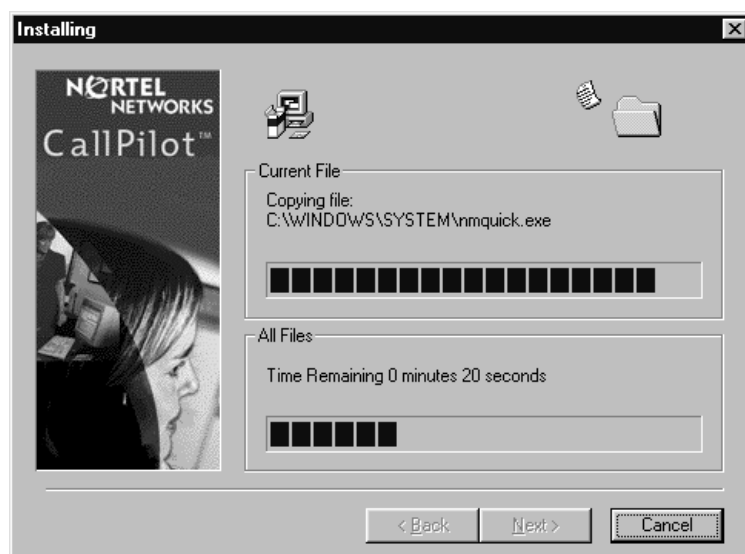 Installing
NORTEL
NETWORKS
CallPilot™
Current File
Copying file:
C:\WINDOWS\SYSTEM\nmquick.exe
All Files
Time Remaining 0 minutes 20 seconds
< Back
Next >
Cancel